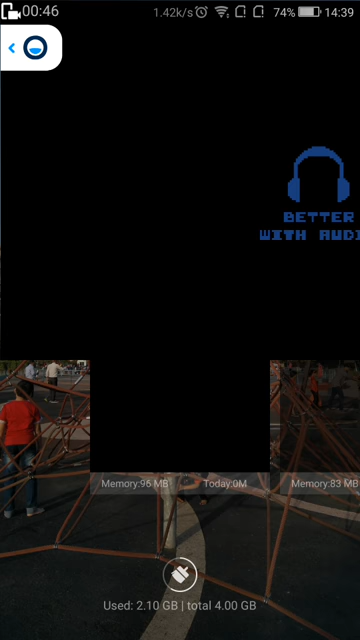 00:46
1.42k/s
74%
14:39
BETTER
WITH AUDI
Memory:96 MB
Today:0M
Memory:83 MB
Used: 2.10 GB | total 4.00 GB